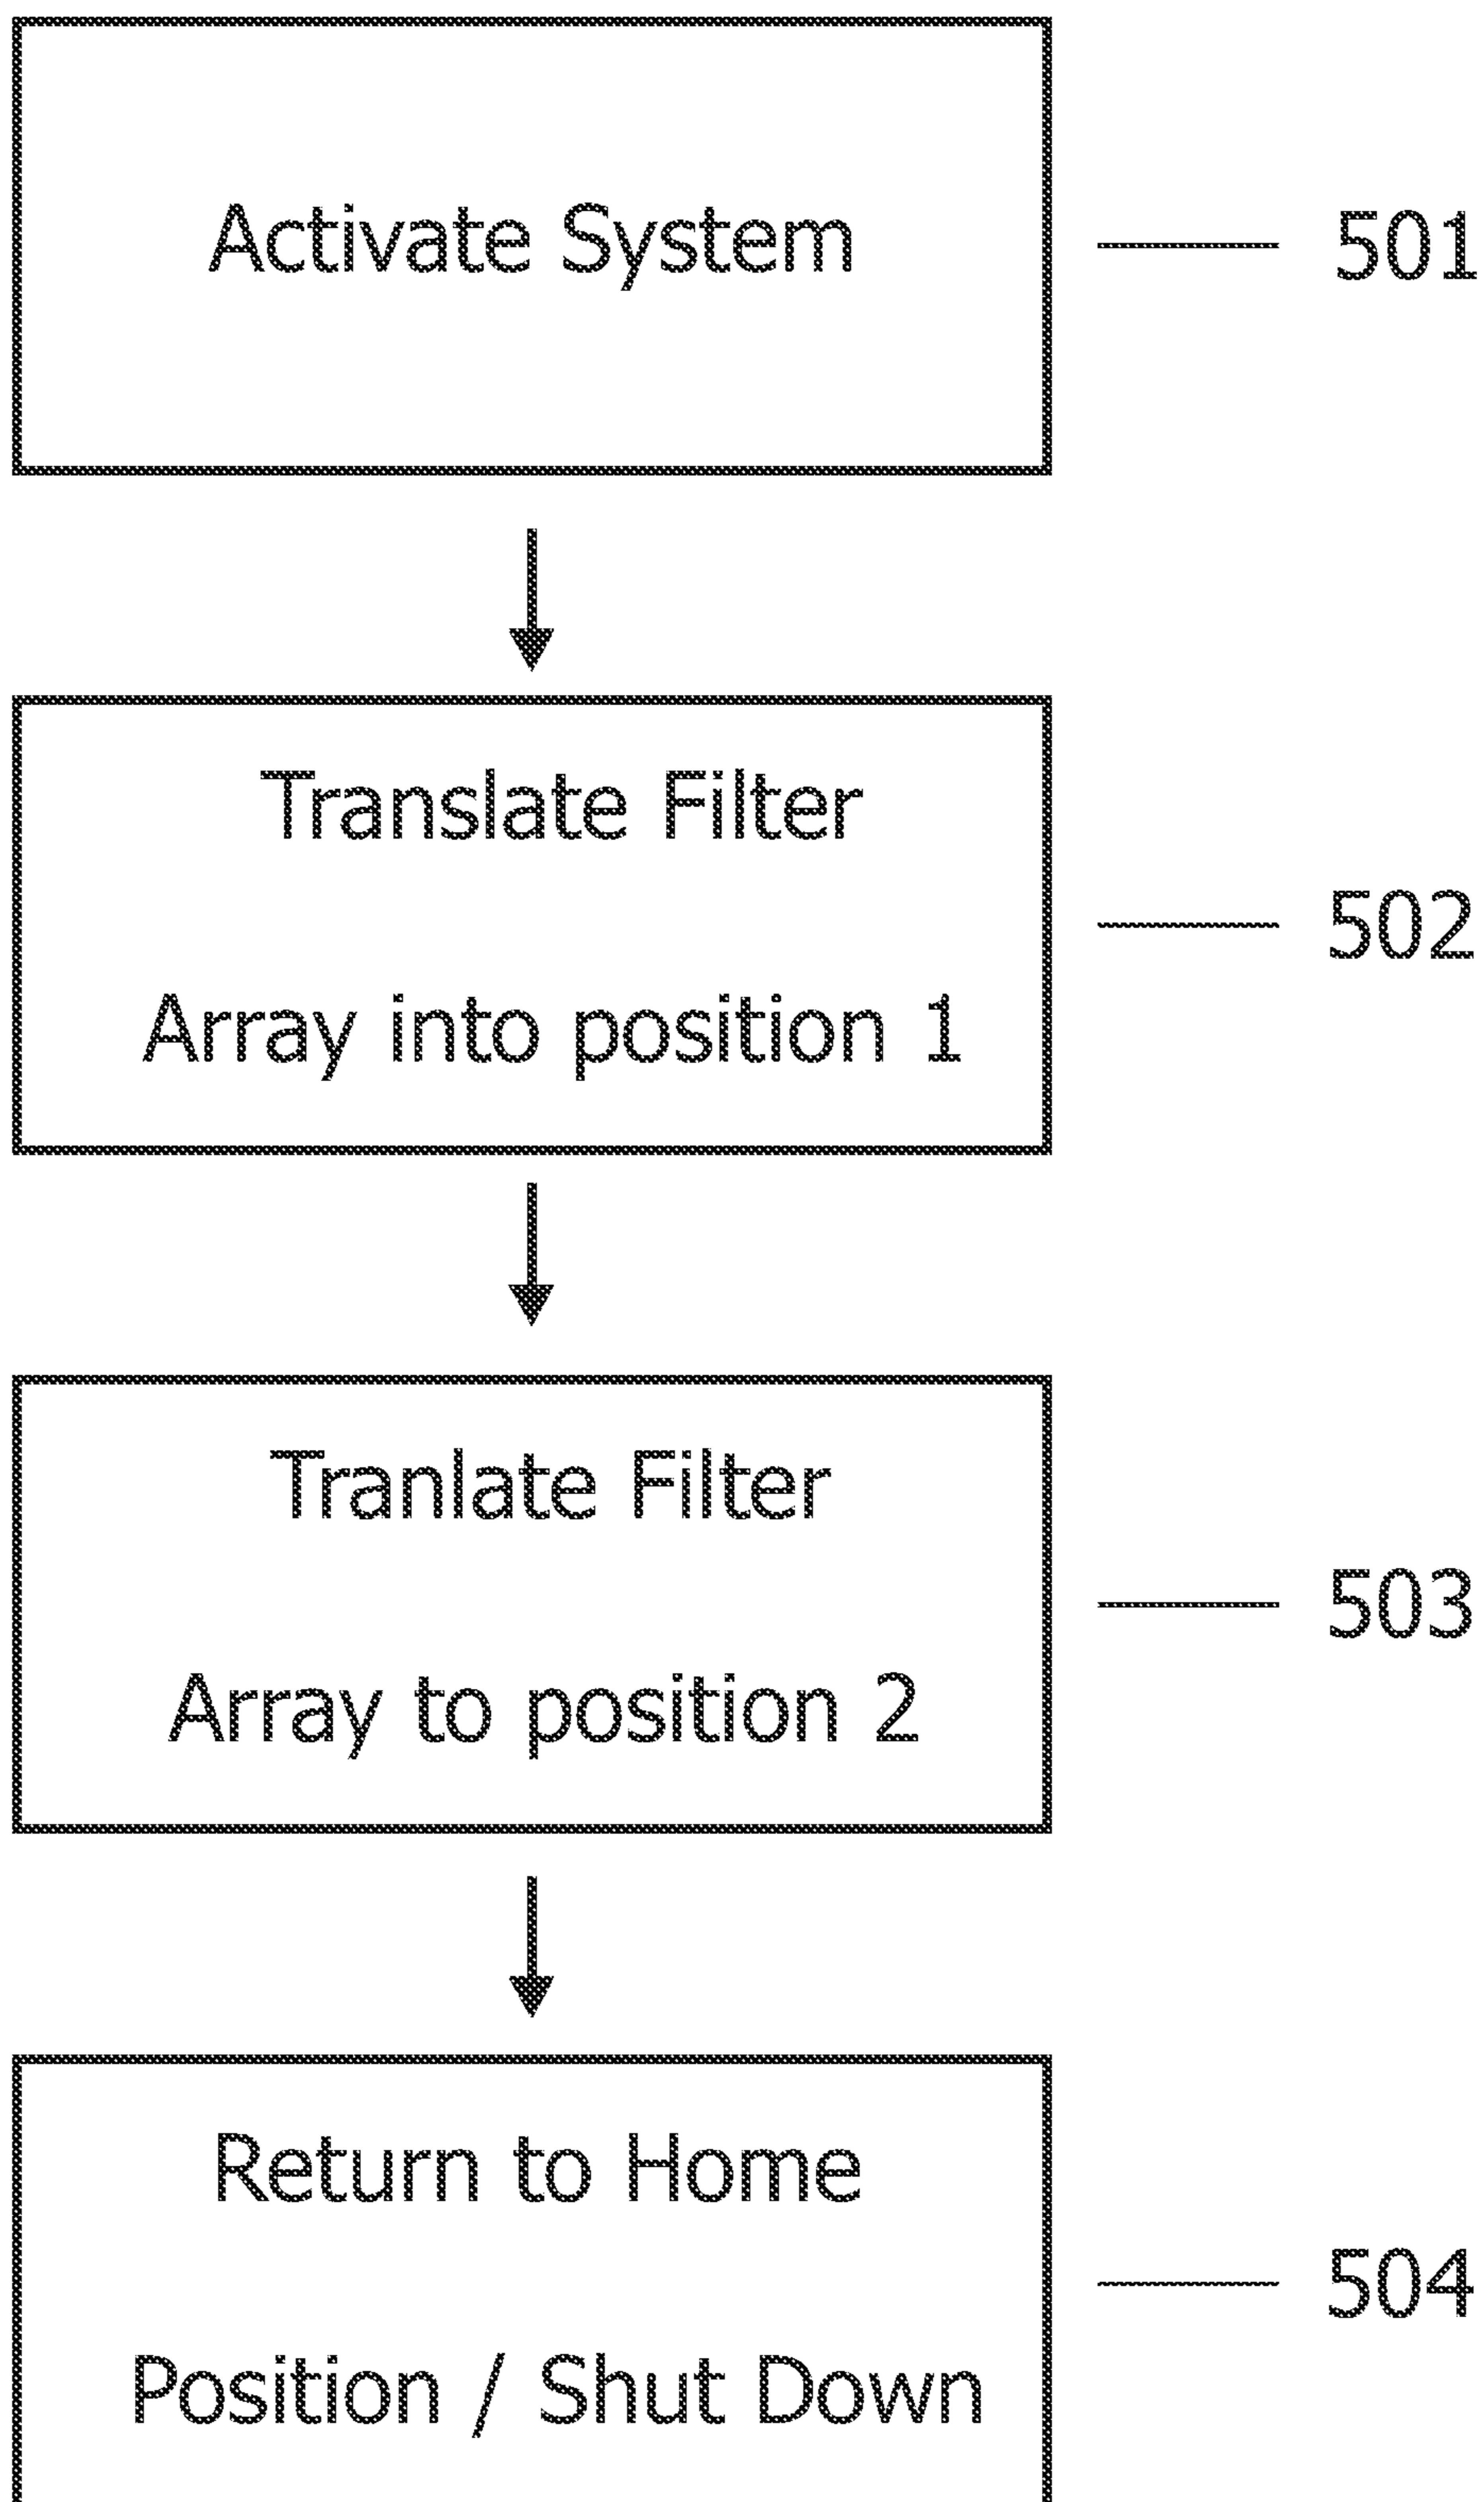 Activate System
501
Translate Filter
Array into position 1
502
Tranlate Filter
Array to position 2
503
Return to Home
Position / Shut Down
504